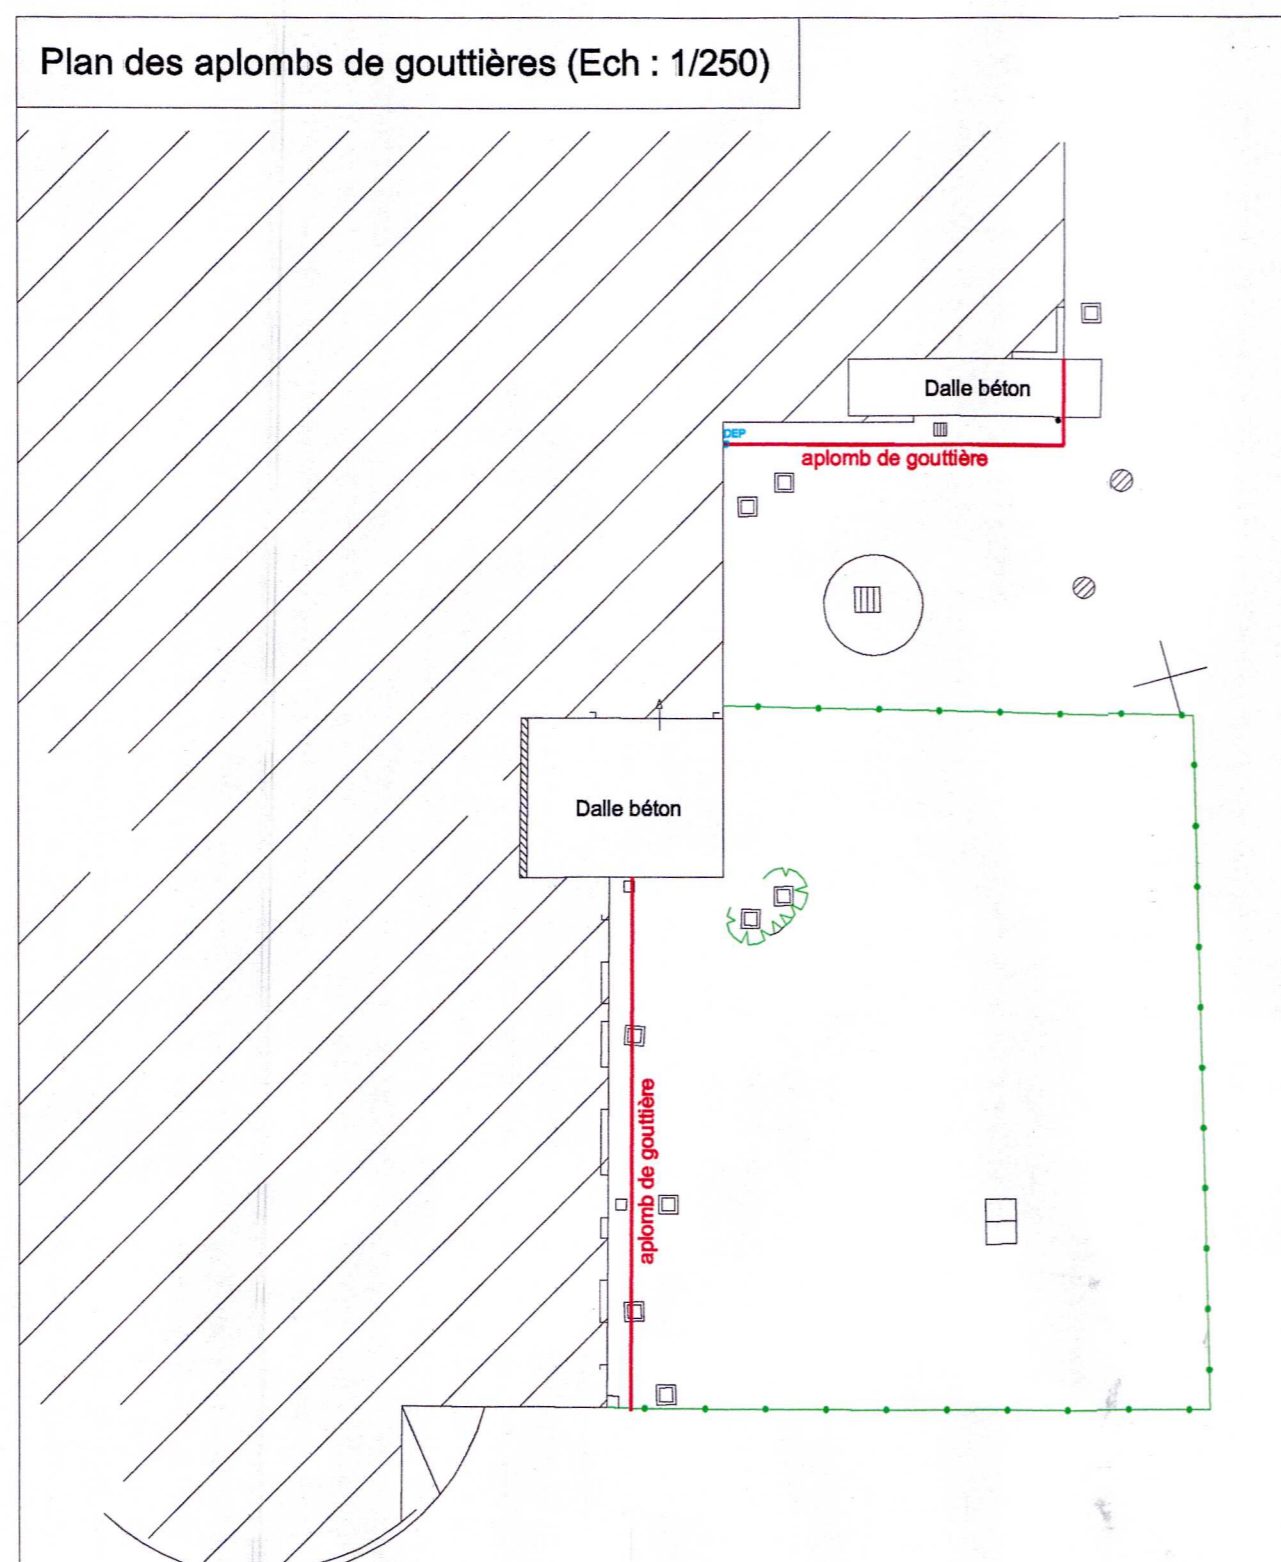 Plan des aplombs de gouttières (Ech : 1/250)
Dalle béton
DEP
aplomb de gouttière
Dalle béton
aplomb de gouttière